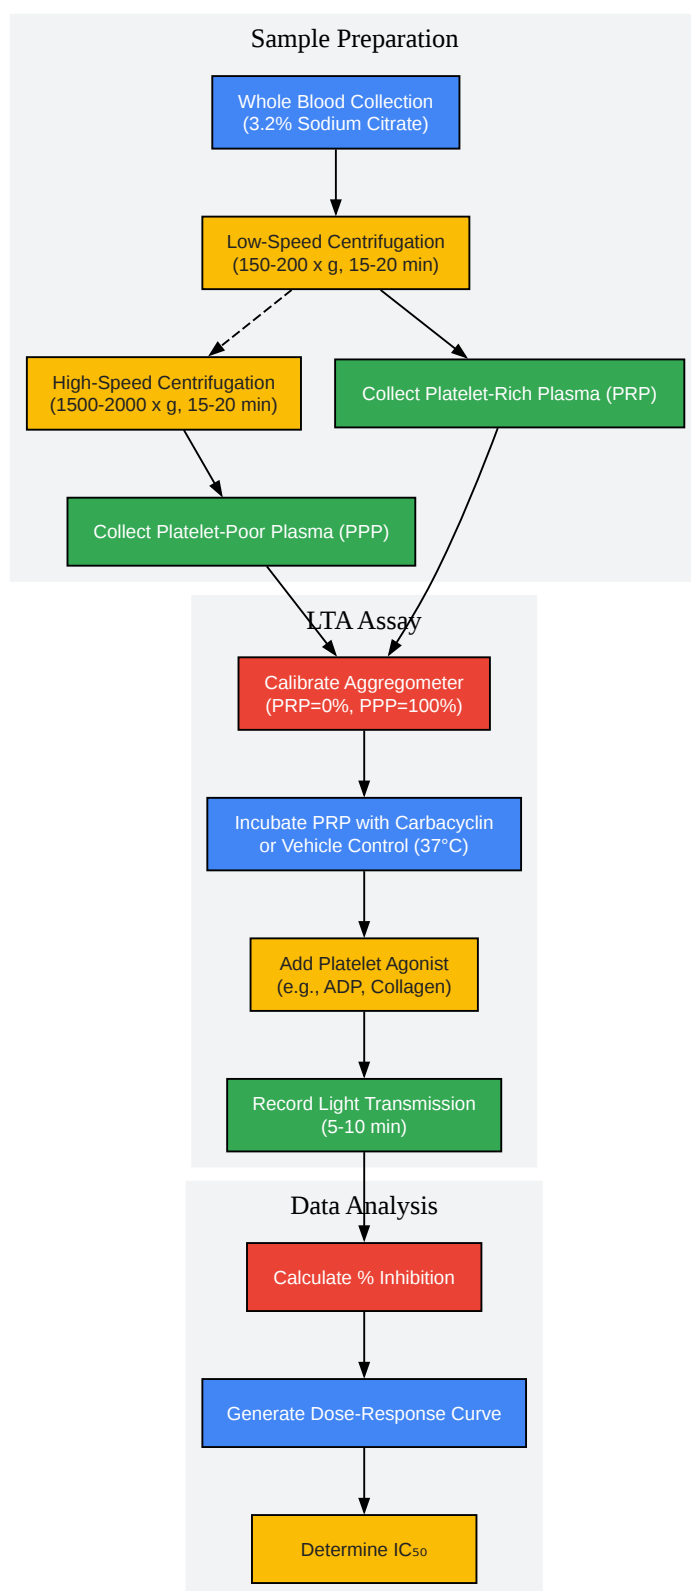 Sample Preparation
Whole Blood Collection
(3.2% Sodium Citrate)
Low-Speed Centrifugation
(150-200 x g, 15-20 min)
High-Speed Centrifugation
(1500-2000 x g, 15-20 min)
Collect Platelet-Rich Plasma (PRP)
Collect Platelet-Poor Plasma (PPP)
LTA Assay
Calibrate Aggregometer
(PRP=0%, PPP=100%)
Incubate PRP with Carbacyclin
or Vehicle Control (37°C)
Add Platelet Agonist
(e.g., ADP, Collagen)
Record Light Transmission
(5-10 min)
Data Analysis
Calculate % Inhibition
Generate Dose-Response Curve
Determine IC₅₀